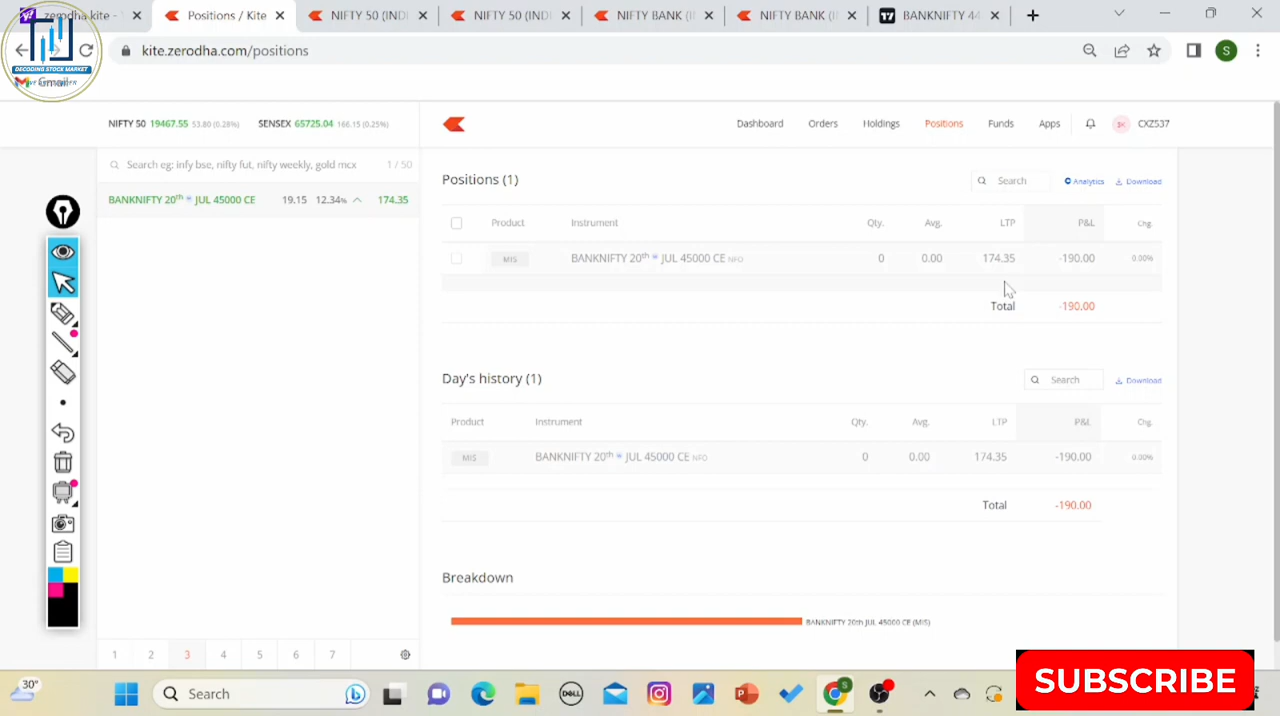 Positions / Kite
NIFTY 50 (INDI
50 (INDI
NIFTY BANK (I
NIFTY BANK (
BANKNIFTY 44
kite.zerodha.com/positions
S
DECODING STOCK MARKET
Gmail
NIFTY 50 19467.55 53.80 (0.28%) SENSEX 65725.04 166.15 (0.25%)
Dashboard Orders Holdings Positions Funds Apps CXZ537
Search eg: infy bse, nifty fut, nifty weekly, gold mcx 1 / 50
BANKNIFTY 20th JUL 45000 CE 19.15 12.34% 174.35
Positions (1) Search Analytics Download
Product Instrument Qty. Avg. LTP P&L Chg.
MIS BANKNIFTY 20th JUL 45000 CE NFO 0 0.00 174.35 -190.00 0.00%
Total -190.00
Day's history (1) Search Download
Product Instrument Qty. Avg. LTP P&L Chg.
MIS BANKNIFTY 20th JUL 45000 CE NFO 0 0.00 174.35 -190.00 0.00%
Total -190.00
Breakdown
BANKNIFTY 20th JUL 45000 CE (MIS)
1 2 3 4 5 6 7
SUBSCRIBE
30°
Search
DELL